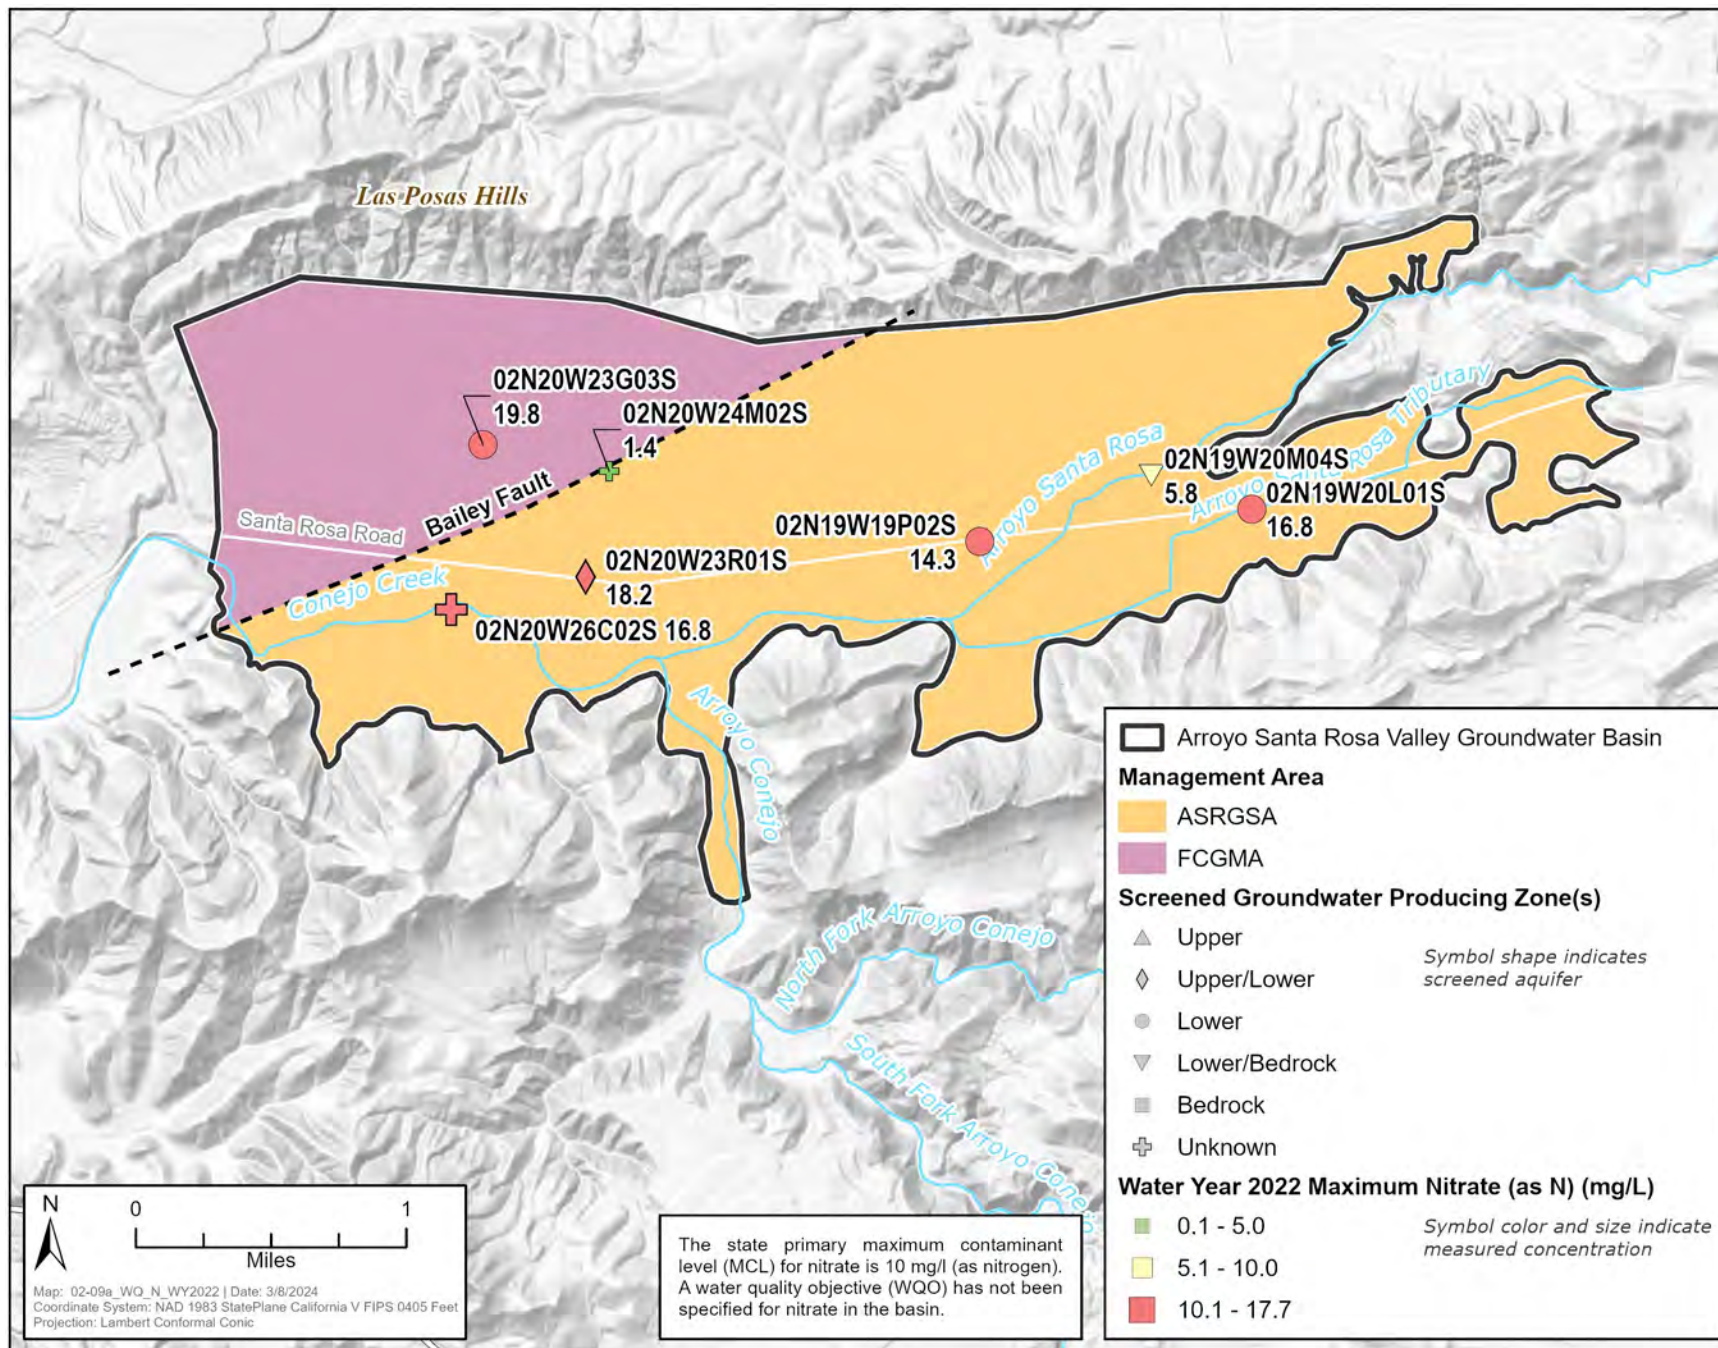 Las Posas Hills
02N20W23G03S
19.8
02N20W24M02S
1.4
Bailey Fault
Santa Rosa Road
Conejo Creek
02N20W23R01S
18.2
02N20W26C02S 16.8
02N19W19P02S
14.3
Arroyo Santa Rosa
02N19W20M04S
5.8
Arroyo Santa Rosa Tributary
02N19W20L01S
16.8
Arroyo Conejo
North Fork Arroyo Conejo
South Fork Arroyo Conejo
Arroyo Santa Rosa Valley Groundwater Basin
Management Area
ASRGSA
FCGMA
Screened Groundwater Producing Zone(s)
Upper
Upper/Lower
Lower
Lower/Bedrock
Bedrock
Unknown
Symbol shape indicates
screened aquifer
Water Year 2022 Maximum Nitrate (as N) (mg/L)
0.1 - 5.0
5.1 - 10.0
10.1 - 17.7
Symbol color and size indicate
measured concentration
The state primary maximum contaminant
level (MCL) for nitrate is 10 mg/l (as nitrogen).
A water quality objective (WQO) has not been
specified for nitrate in the basin.
N
0 1
Miles
Map: 02-09a_WQ_N_WY2022 | Date: 3/8/2024
Coordinate System: NAD 1983 StatePlane California V FIPS 0405 Feet
Projection: Lambert Conformal Conic